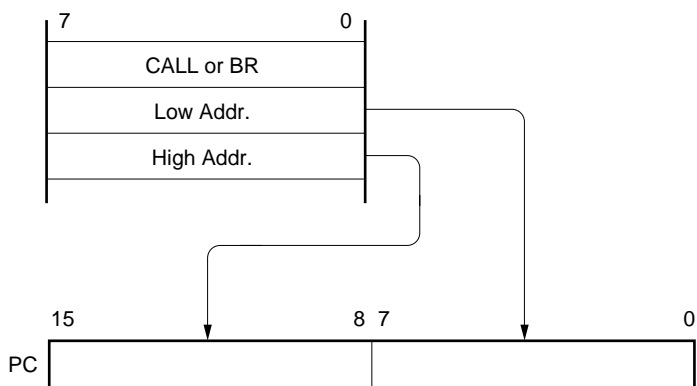 7 0
CALL or BR
Low Addr.
High Addr.
15 8 7 0
PC